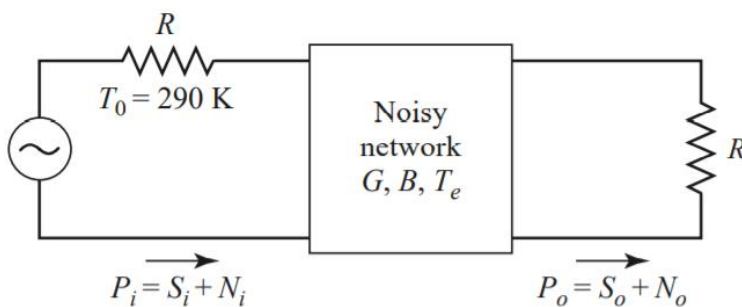 R
T₀ = 290 K
Noisy
network
G, B, Tₑ
R
Pᵢ = Sᵢ + Nᵢ
Pₒ = Sₒ + Nₒ